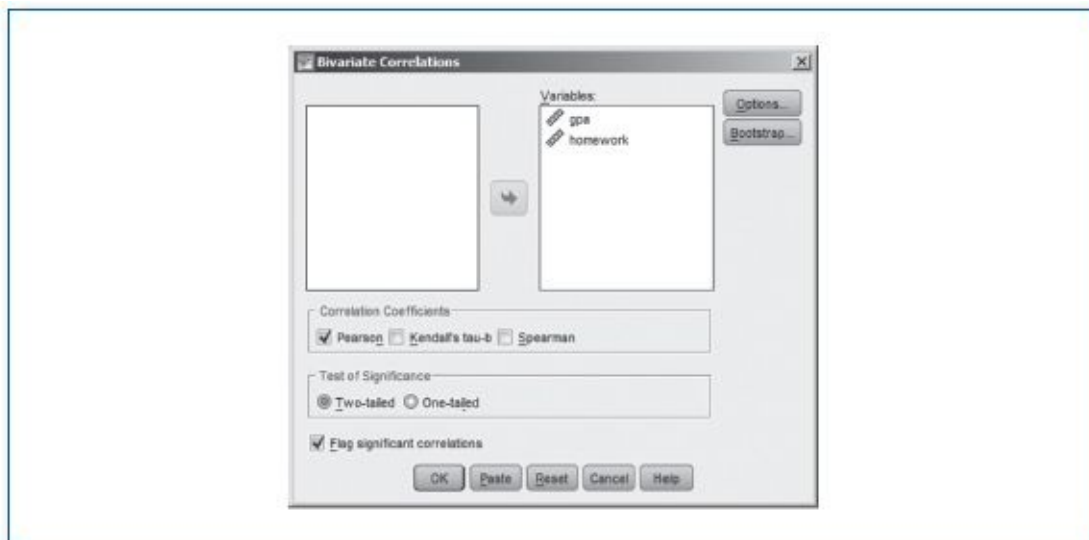 Bivariate Correlations
Variables:
gpa
homework
Options...
Bootstrap...
Correlation Coefficients
Pearson Kendall's tau-b Spearman
Test of Significance
Two-tailed One-tailed
Flag significant correlations
OK Paste Reset Cancel Help